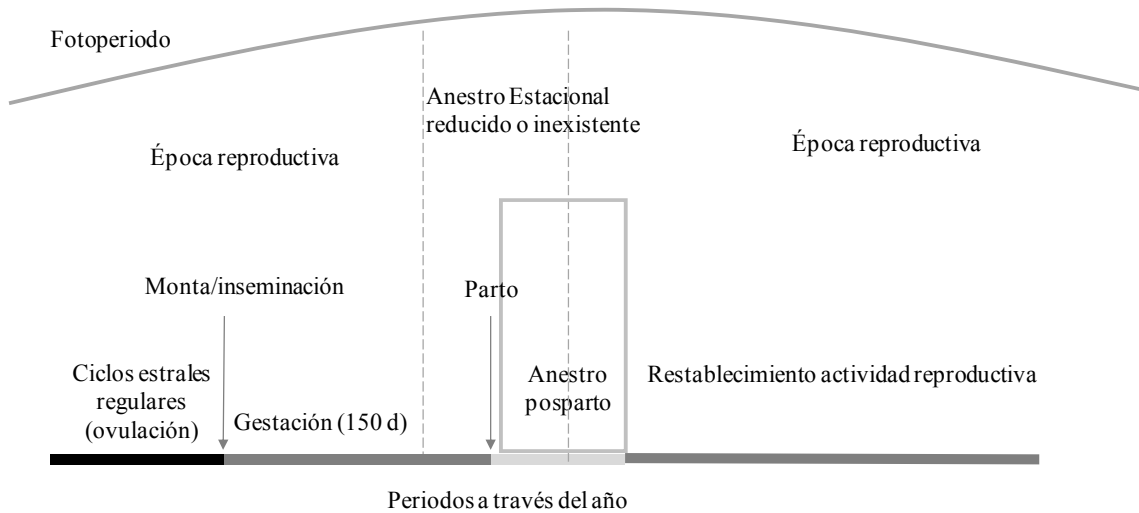 Fotoperiodo
Anestro Estacional
reducido o inexistente
Época reproductiva
Época reproductiva
Monta/inseminación
Parto
Ciclos estrales
regulares
(ovulación)
Gestación (150 d)
Anestro
posparto
Restablecimiento actividad reproductiva
Periodos a través del año